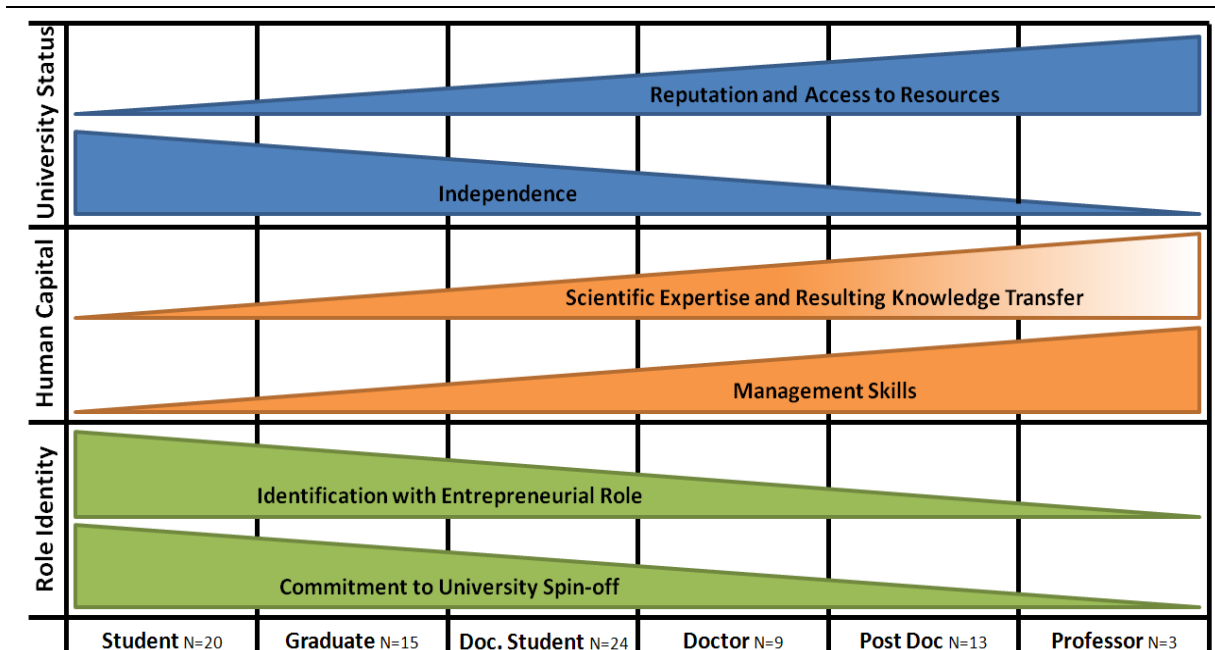 University Status
Reputation and Access to Resources
Independence
Human Capital
Scientific Expertise and Resulting Knowledge Transfer
Management Skills
Role Identity
Identification with Entrepreneurial Role
Commitment to University Spin-off
Student N=20 Graduate N=15 Doc. Student N=24 Doctor N=9 Post Doc N=13 Professor N=3